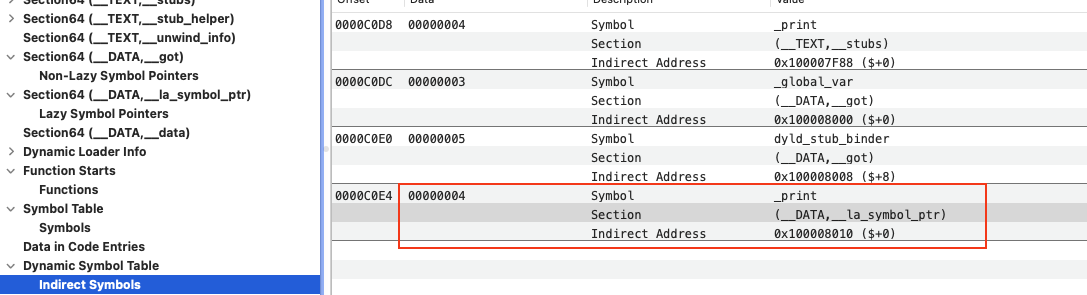 Section64 (__TEXT,__stubs)
Section64 (__TEXT,__stub_helper)
Section64 (__TEXT,__unwind_info)
Section64 (__DATA,__got)
Non-Lazy Symbol Pointers
Section64 (__DATA,__la_symbol_ptr)
Lazy Symbol Pointers
Section64 (__DATA,__data)
Dynamic Loader Info
Function Starts
Functions
Symbol Table
Symbols
Data in Code Entries
Dynamic Symbol Table
Indirect Symbols
Offset Data Description Value
0000C0D8 00000004 Symbol _print
Section (__TEXT,__stubs)
Indirect Address 0x100007F88 ($+0)
0000C0DC 00000003 Symbol _global_var
Section (__DATA,__got)
Indirect Address 0x100008000 ($+0)
0000C0E0 00000005 Symbol dyld_stub_binder
Section (__DATA,__got)
Indirect Address 0x100008008 ($+8)
0000C0E4 00000004 Symbol _print
Section (__DATA,__la_symbol_ptr)
Indirect Address 0x100008010 ($+0)